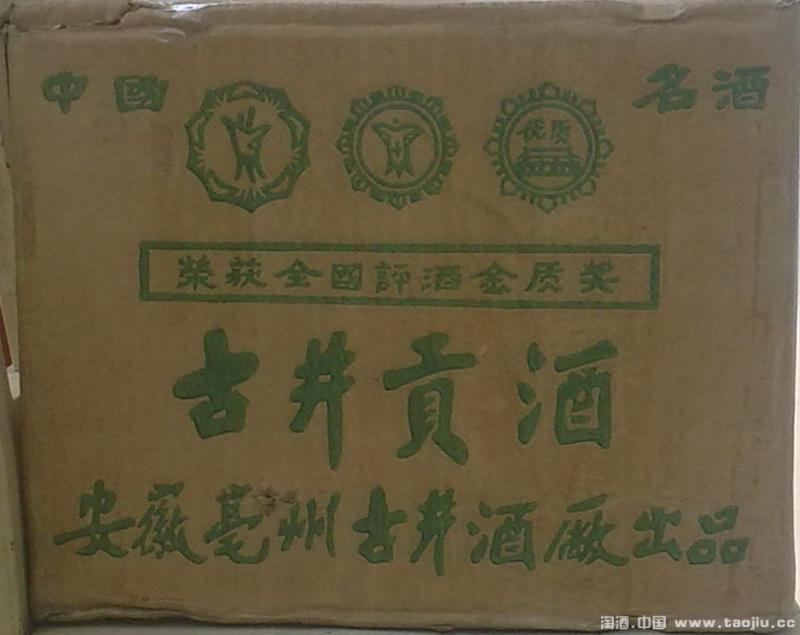 中國 名酒
优质
榮获全國評酒金质奖
古井貢酒
安徽亳州古井酒厰出品
淘酒.中国 www.taojiu.cc